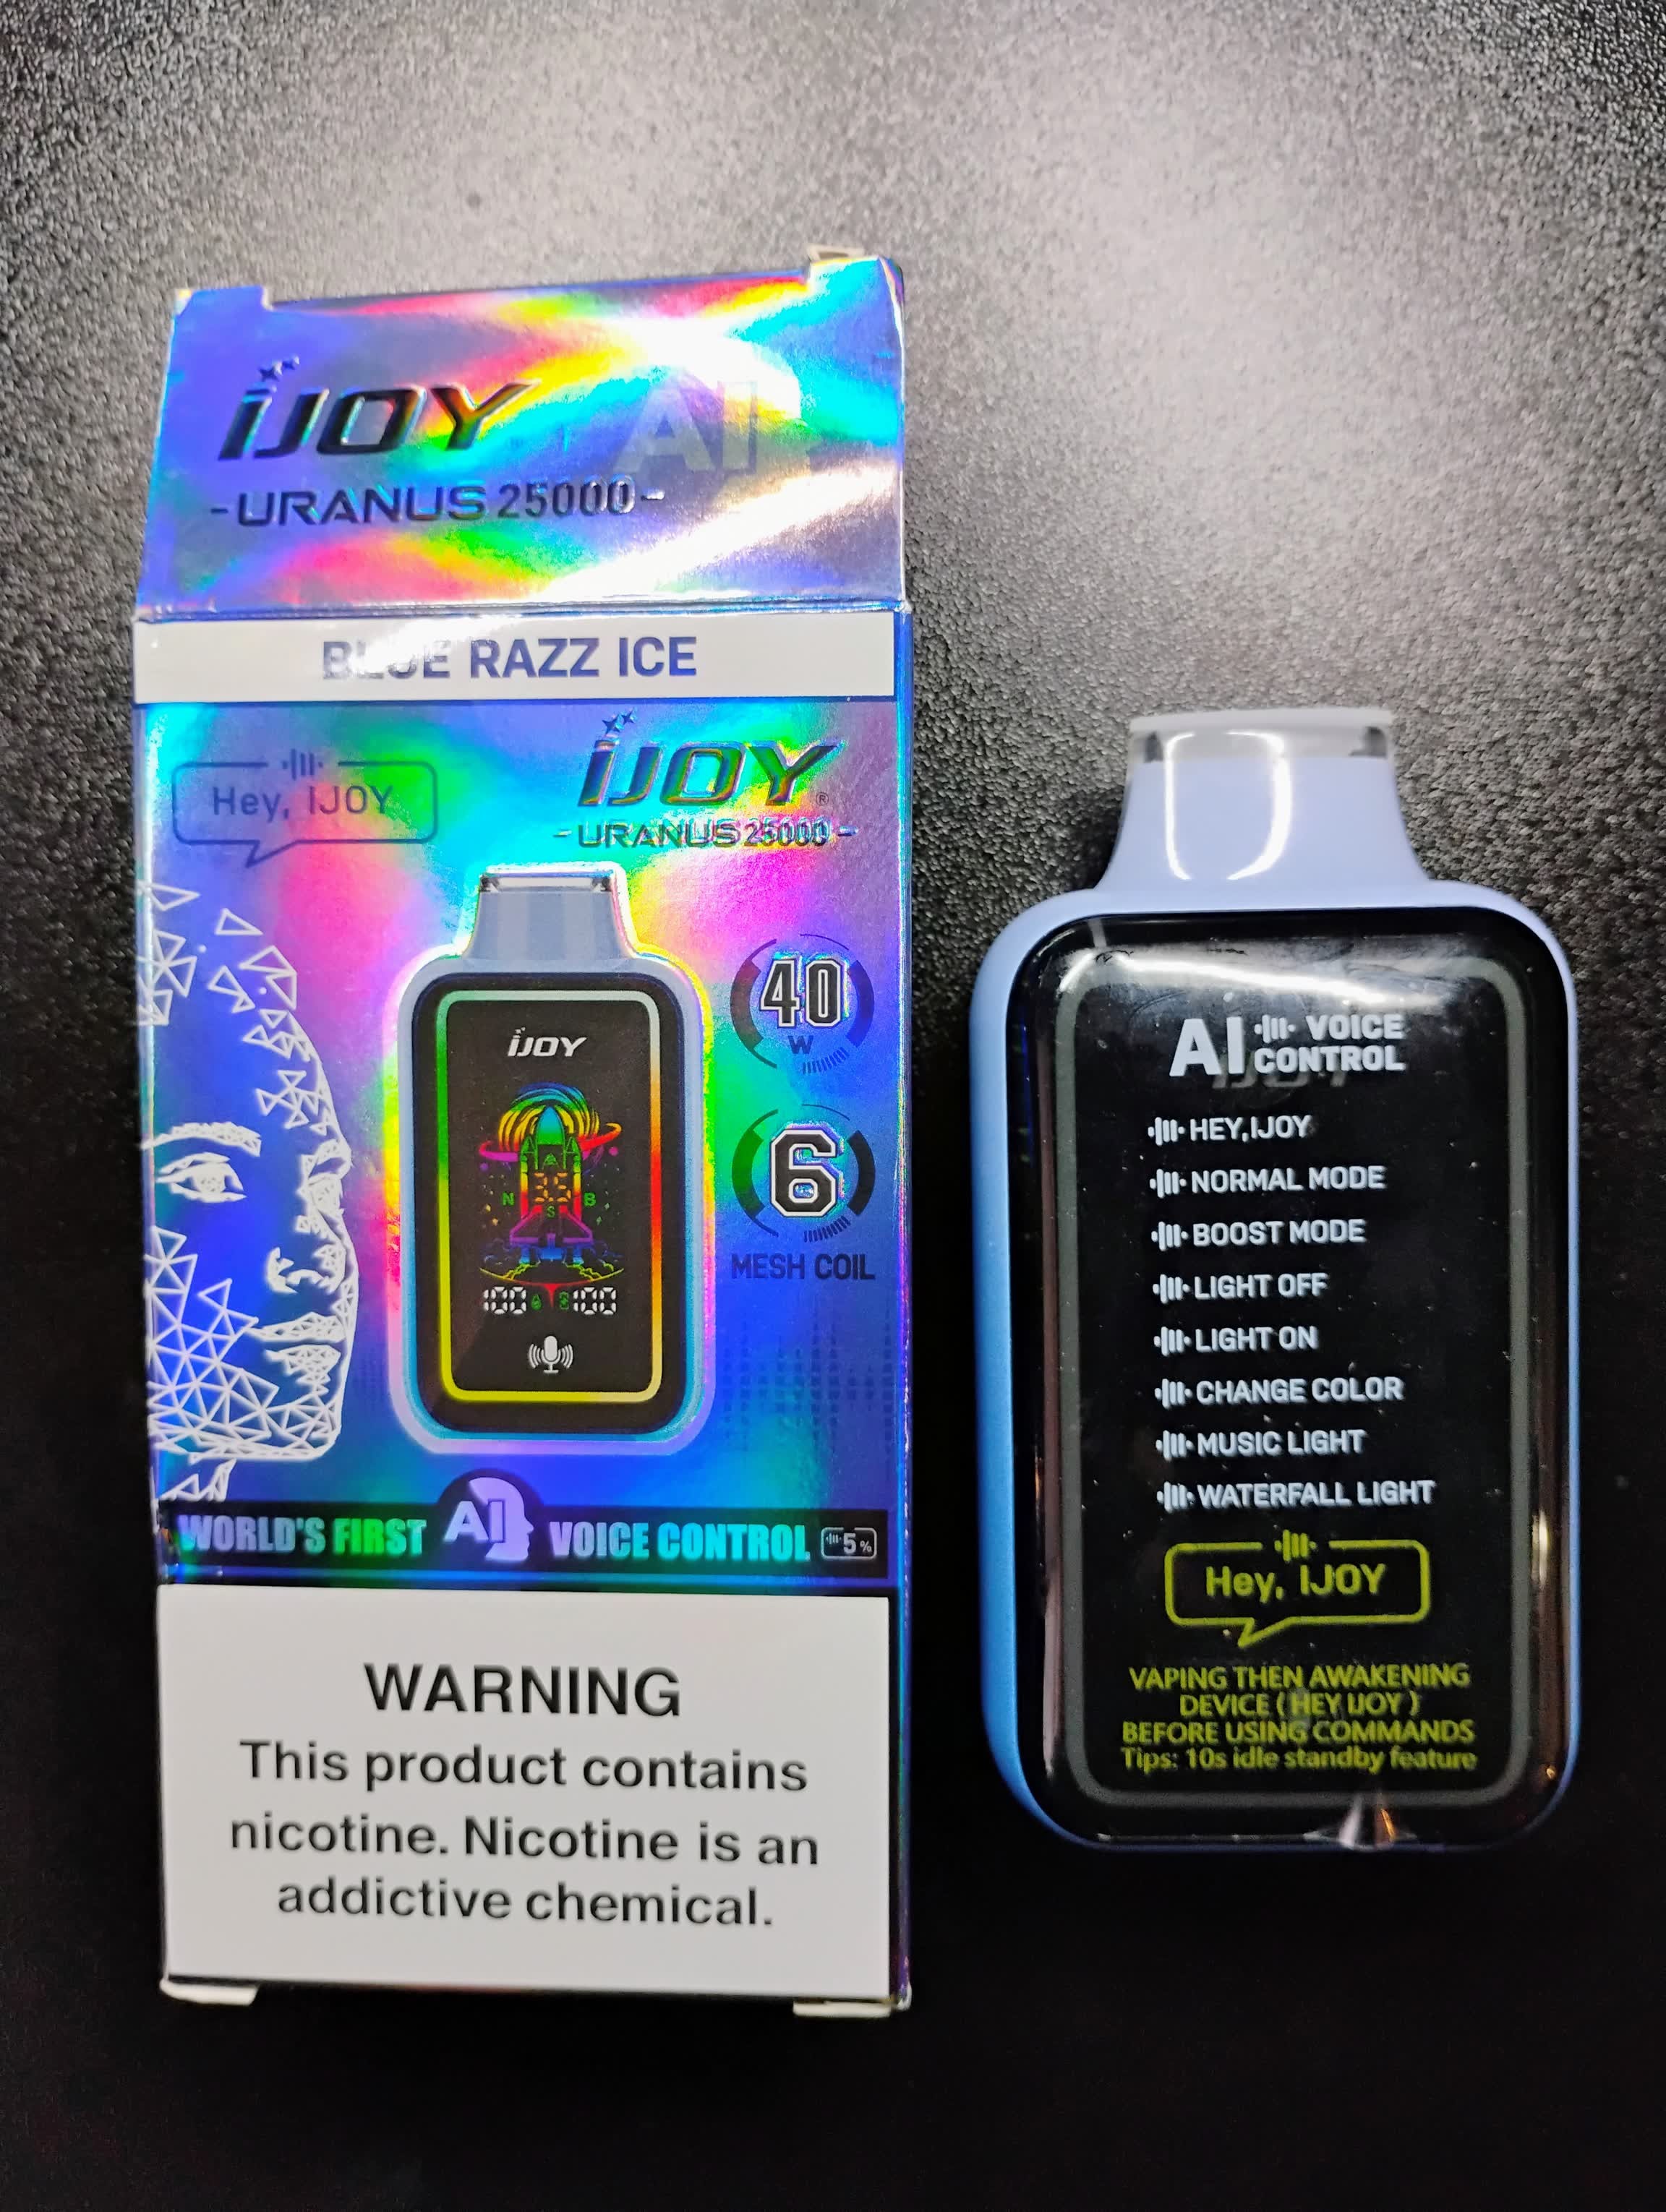 iJOY AI
-URANUS 25000-
BLUE RAZZ ICE
Hey, IJOY
iJOY®
-URANUS 25000-
40
W
iJOY
N
B
S
6
MESH COIL
100 100
WORLD'S FIRST AI VOICE CONTROL 5%
WARNING
This product contains
nicotine. Nicotine is an
addictive chemical.
AI VOICE
CONTROL
HEY,IJOY
NORMAL MODE
BOOST MODE
LIGHT OFF
LIGHT ON
CHANGE COLOR
MUSIC LIGHT
WATERFALL LIGHT
Hey, IJOY
VAPING THEN AWAKENING
DEVICE ( HEY IJOY )
BEFORE USING COMMANDS
Tips: 10s idle standby feature